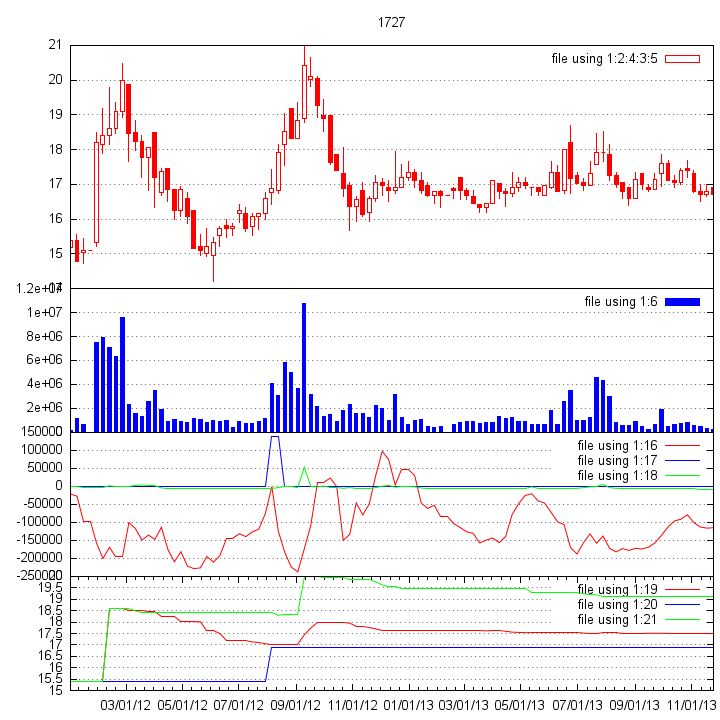 1727
21
file using 1:2:4:3:5
20
19
18
17
16
15
14
1.2e+07
file using 1:6
1e+07
8e+06
6e+06
4e+06
2e+06
0
150000
file using 1:16
100000
file using 1:17
50000
file using 1:18
0
-50000
-100000
-150000
-200000
-250000
20
19.5
file using 1:19
19
file using 1:20
18.5
file using 1:21
18
17.5
17
16.5
16
15.5
15
03/01/12 05/01/12 07/01/12 09/01/12 11/01/12 01/01/13 03/01/13 05/01/13 07/01/13 09/01/13 11/01/13